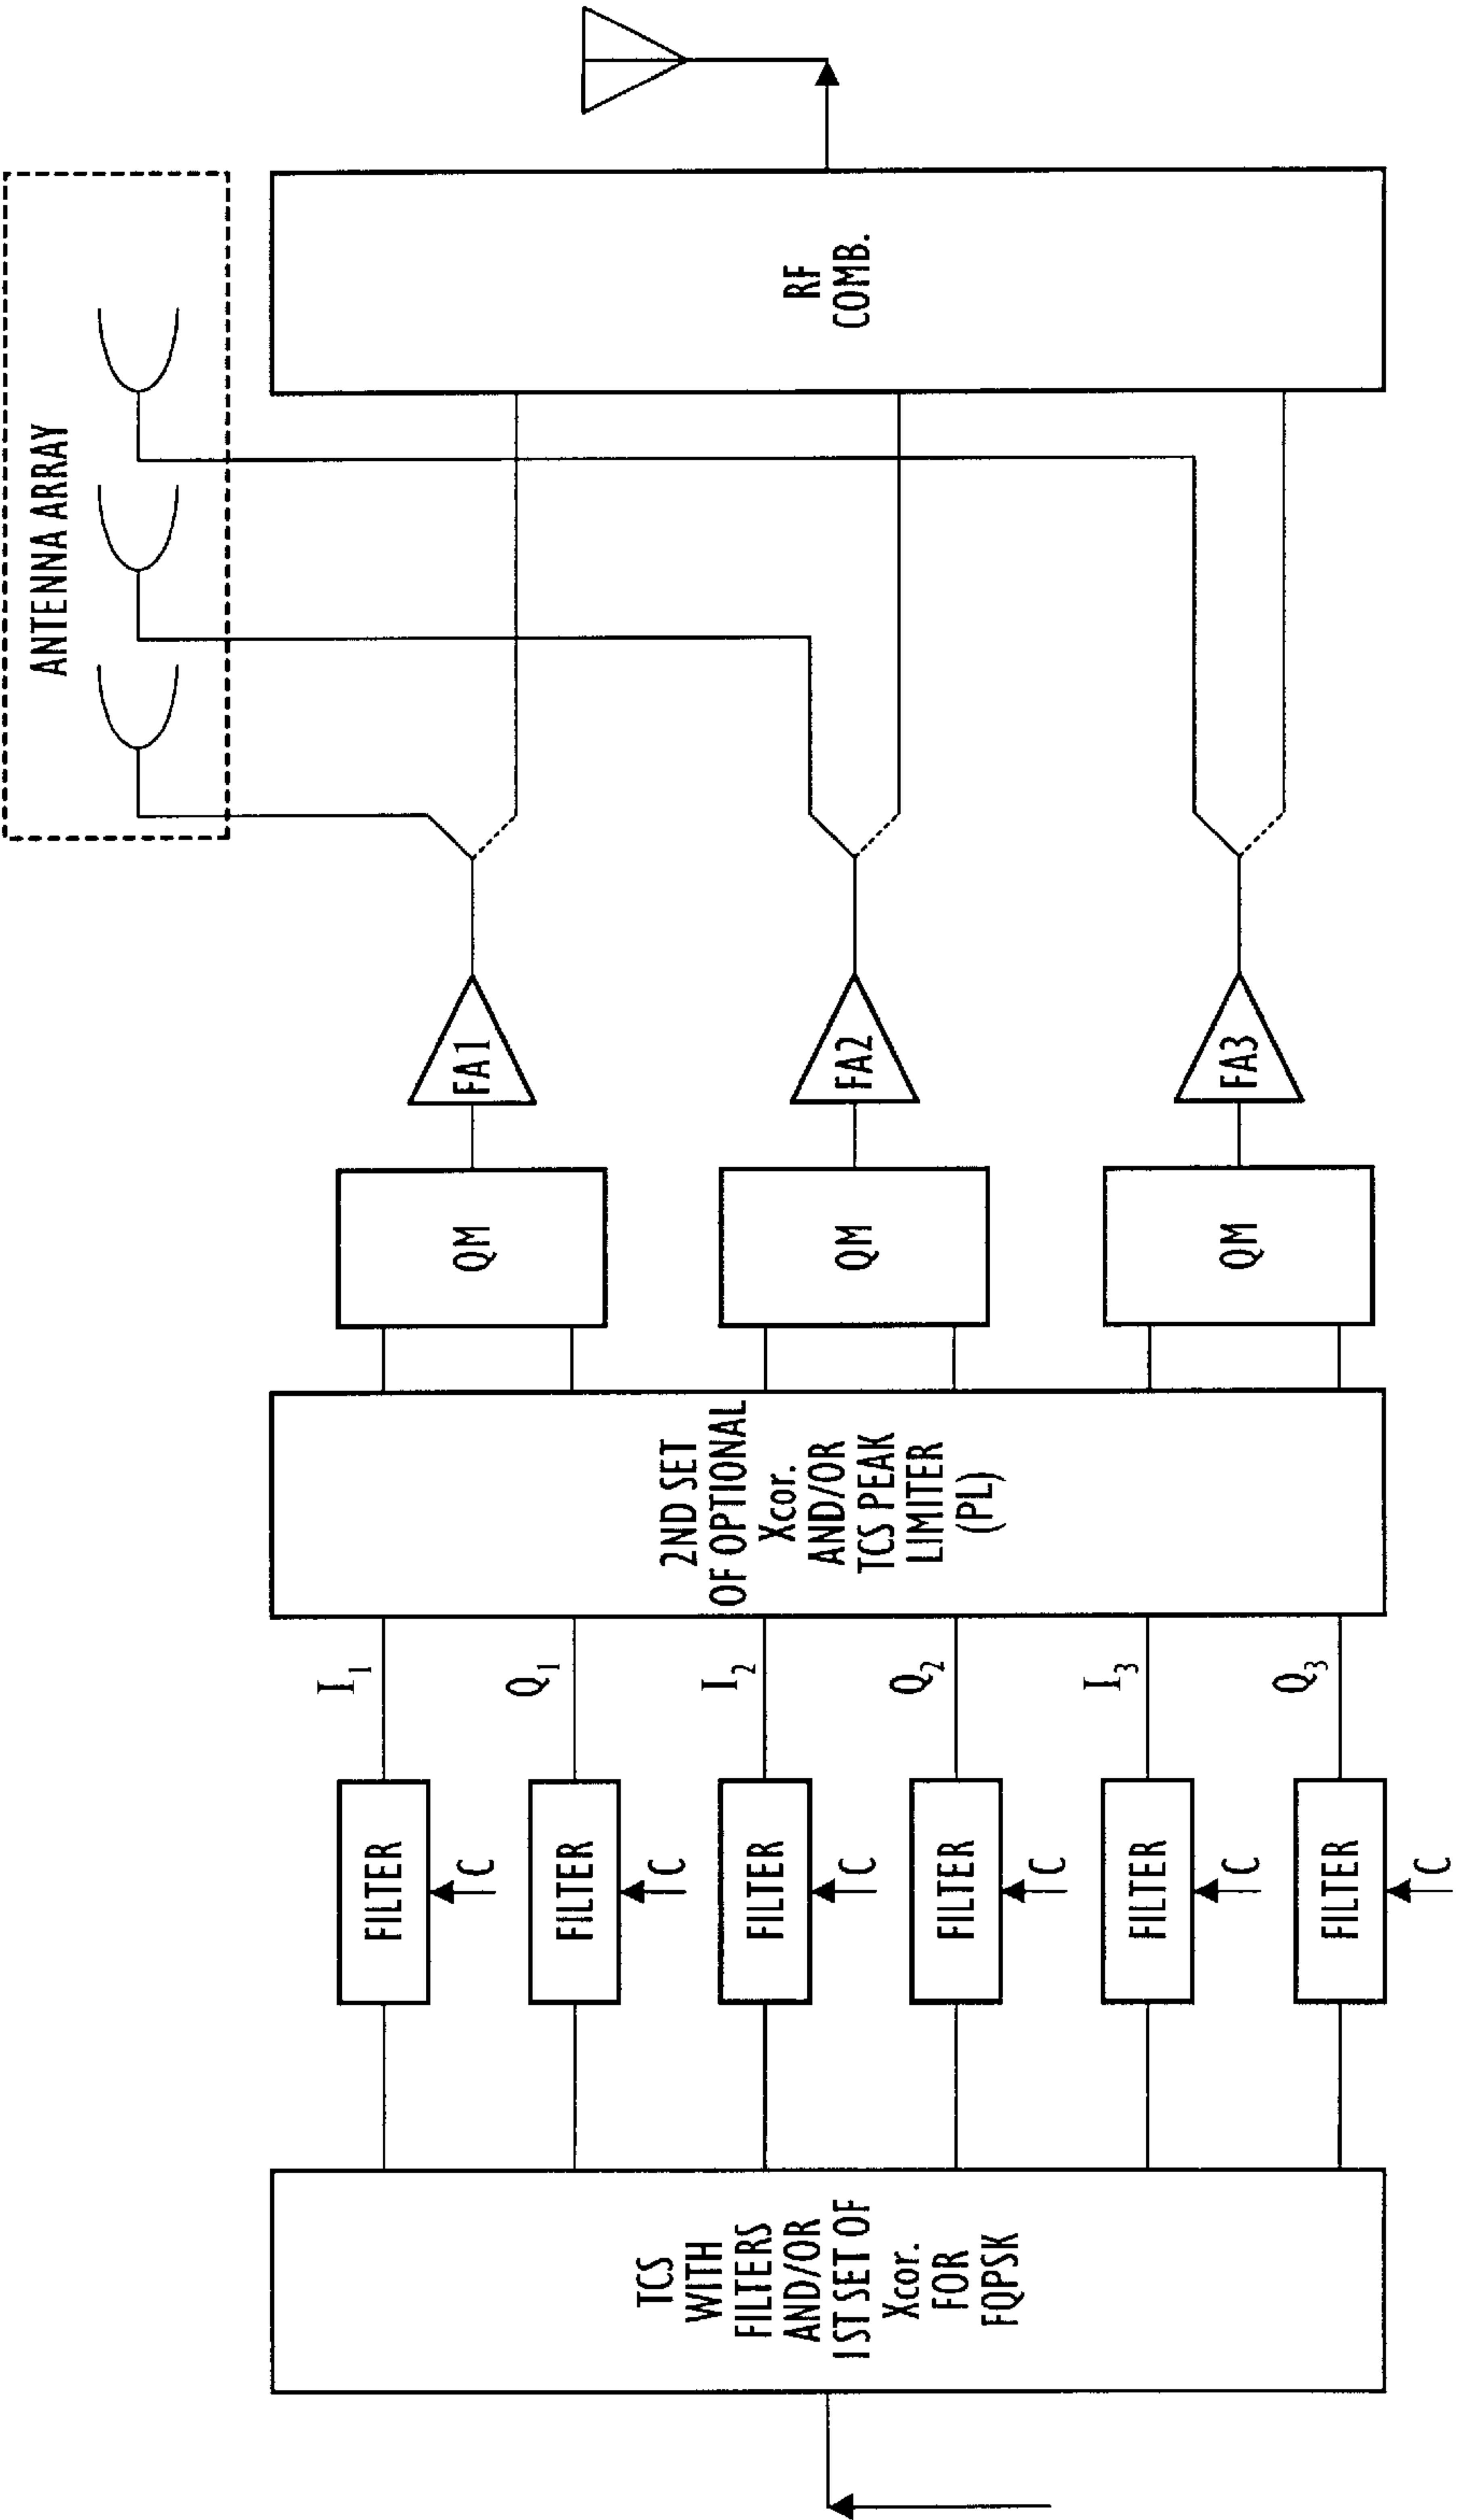 ANTENNA ARRAY
TCS
WITH
FILTERS
AND/OR
1ST SET OF
Xcor.
FOR
FQPSK
FILTER
C
I1
FILTER
C
Q1
FILTER
C
I2
FILTER
C
Q2
FILTER
C
I3
FILTER
C
Q3
2ND SET
OF OPTIONAL
Xcor.
AND/OR
TCS PEAK
LIMITER
(PL)
QM
QM
QM
FA1
FA2
FA3
RF
COMB.